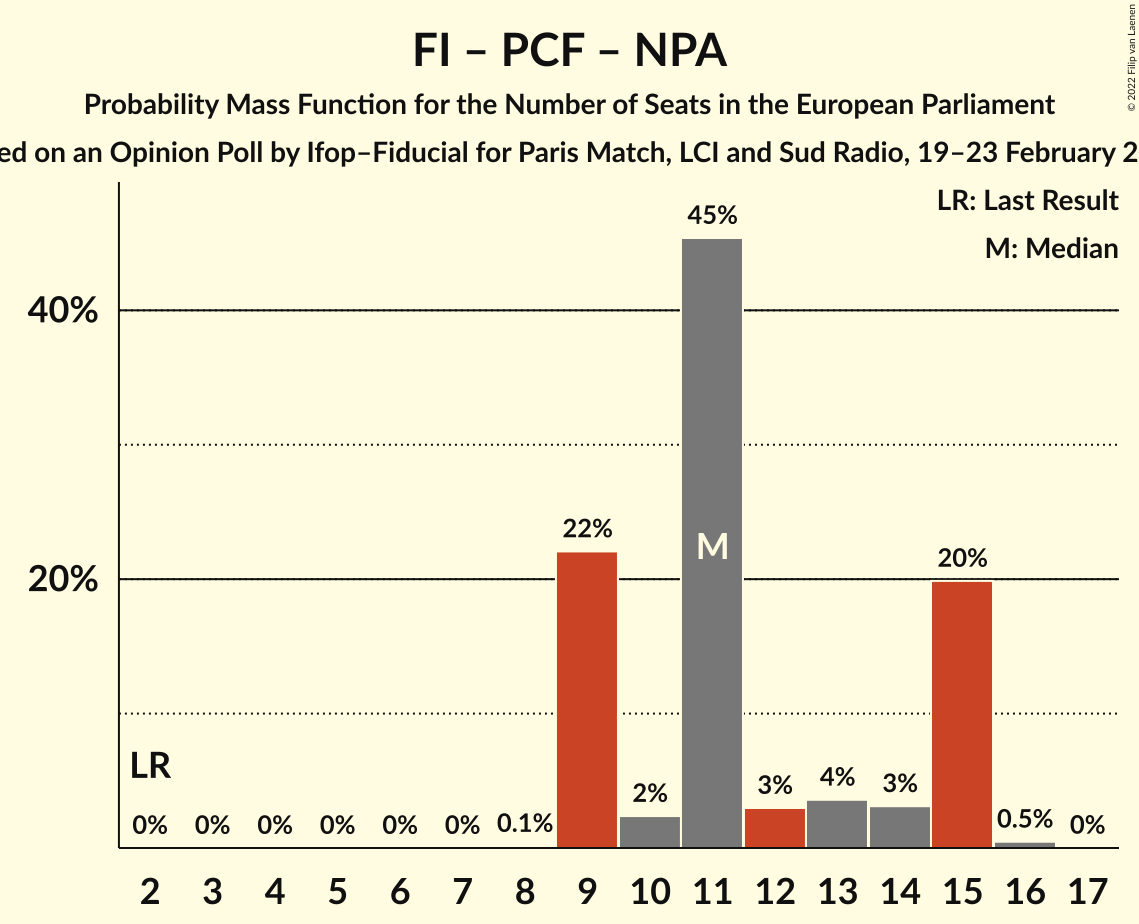 FI – PCF – NPA
Probability Mass Function for the Number of Seats in the European Parliament
ed on an Opinion Poll by Ifop–Fiducial for Paris Match, LCI and Sud Radio, 19–23 February 2
© 2022 Filip van Laenen
LR: Last Result
M: Median
45%
40%
22%
M
20%
20%
LR
0% 0% 0% 0% 0% 0% 0.1% 2% 3% 4% 3% 0.5% 0%
2 3 4 5 6 7 8 9 10 11 12 13 14 15 16 17